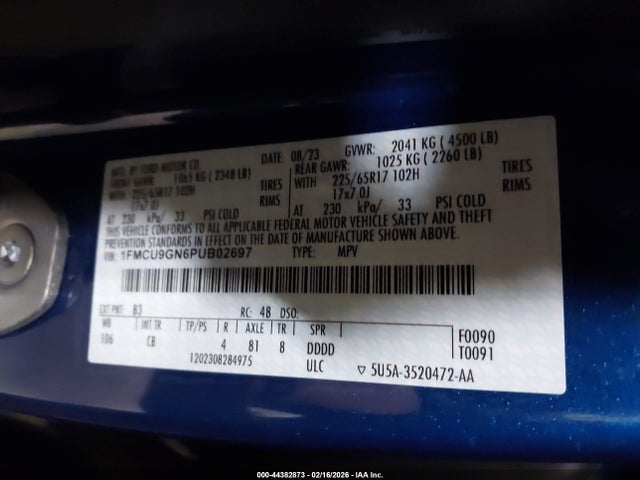 MFD. BY FORD MOTOR CO.
DATE: 08/23 GVWR: 2041 KG ( 4500 LB)
FRONT GAWR: 1065 KG ( 2348 LB) REAR GAWR: 1025 KG ( 2260 LB)
WITH 225/65R17 102H TIRES WITH 225/65R17 102H TIRES
17x7.0J RIMS 17x7.0J RIMS
AT 230 kPa/ 33 PSI COLD AT 230 kPa/ 33 PSI COLD
THIS VEHICLE CONFORMS TO ALL APPLICABLE FEDERAL MOTOR VEHICLE SAFETY AND THEFT
PREVENTION STANDARDS IN EFFECT ON THE DATE OF MANUFACTURE SHOWN ABOVE.
VIN: 1FMCU9GN6PUB02697 TYPE: MPV
EXT PNT: B3 RC: 48 DSO:
WB INT TR TP/PS R AXLE TR SPR F0090
106 CB 4 81 8 DDDD T0091
1202308284975 ULC ▽ 5U5A-3520472-AA
000-44382873 - 02/16/2026 - IAA Inc.